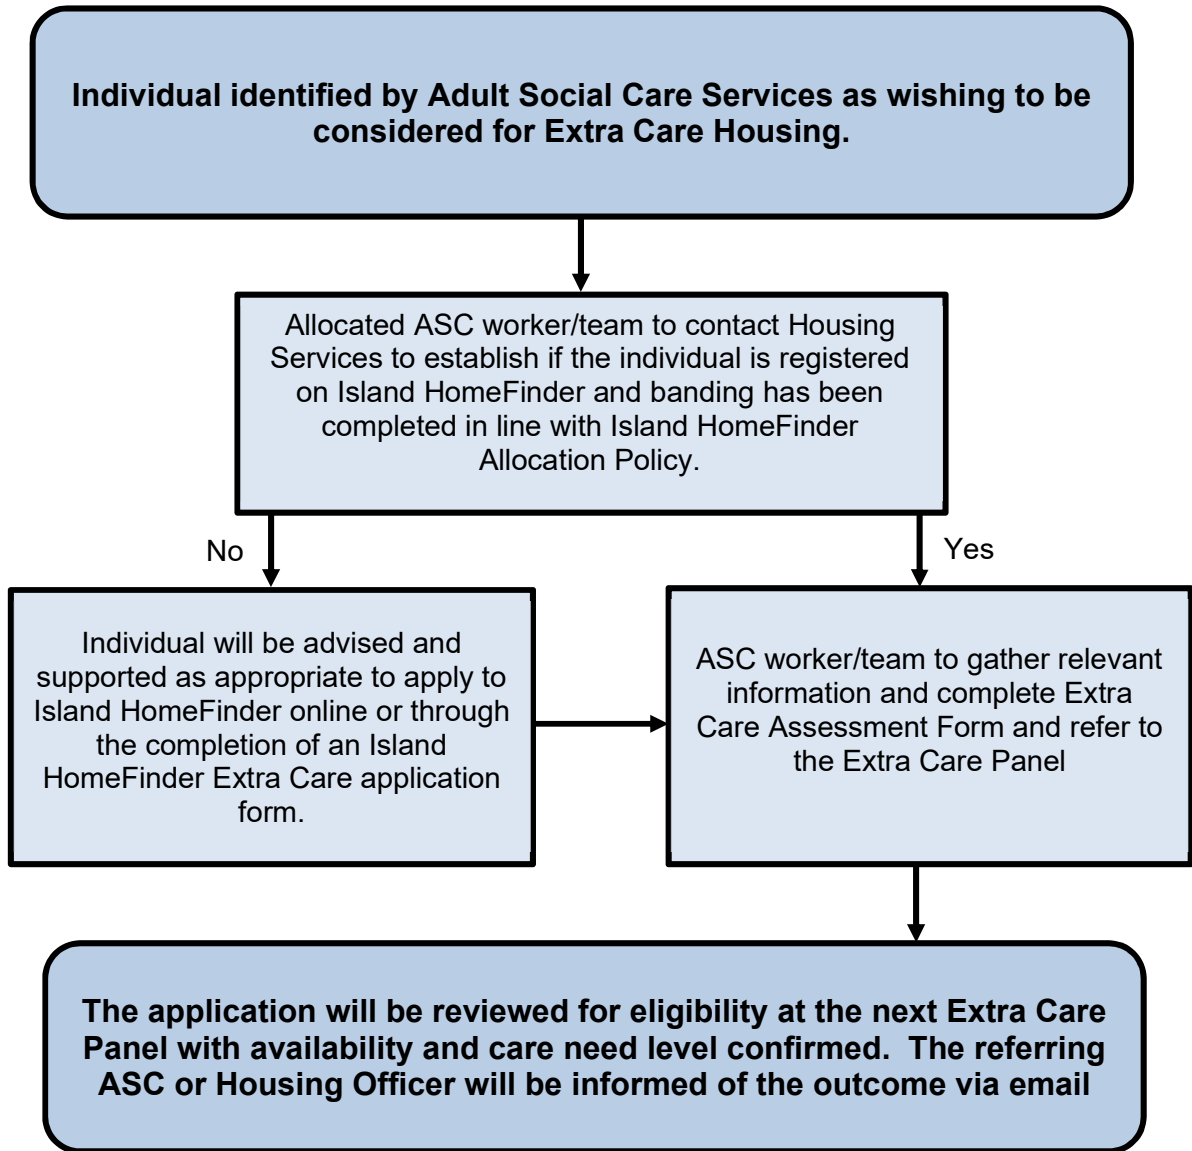 Individual identified by Adult Social Care Services as wishing to be
considered for Extra Care Housing.
Allocated ASC worker/team to contact Housing
Services to establish if the individual is registered
on Island HomeFinder and banding has been
completed in line with Island HomeFinder
Allocation Policy.
No
Yes
Individual will be advised and
supported as appropriate to apply to
Island HomeFinder online or through
the completion of an Island
HomeFinder Extra Care application
form.
ASC worker/team to gather relevant
information and complete Extra
Care Assessment Form and refer to
the Extra Care Panel
The application will be reviewed for eligibility at the next Extra Care
Panel with availability and care need level confirmed.  The referring
ASC or Housing Officer will be informed of the outcome via email